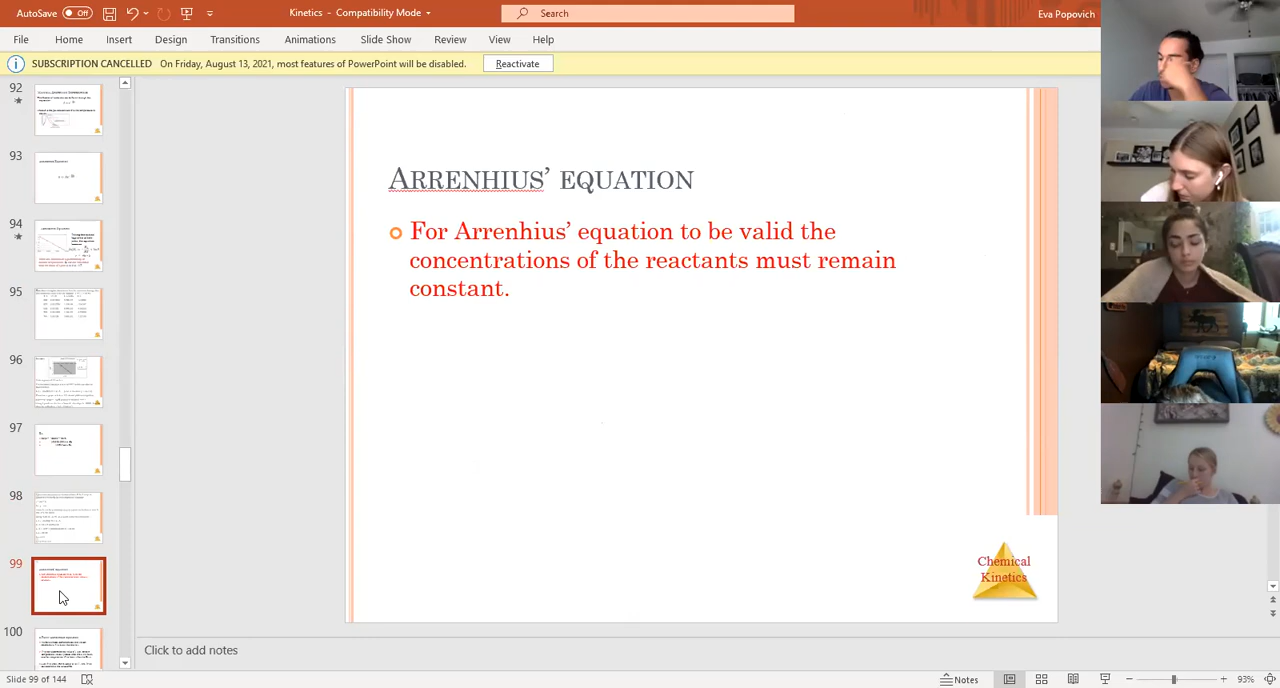 AutoSave Off Kinetics - Compatibility Mode Search Eva Popovich
File Home Insert Design Transitions Animations Slide Show Review View Help
SUBSCRIPTION CANCELLED On Friday, August 13, 2021, most features of PowerPoint will be disabled. Reactivate
92
93
94
95
96
97
98
99
100
ARRENHIUS' EQUATION
For Arrenhius' equation to be valid the
concentrations of the reactants must remain
constant.
Chemical
Kinetics
Click to add notes
Slide 99 of 144 Notes 93%